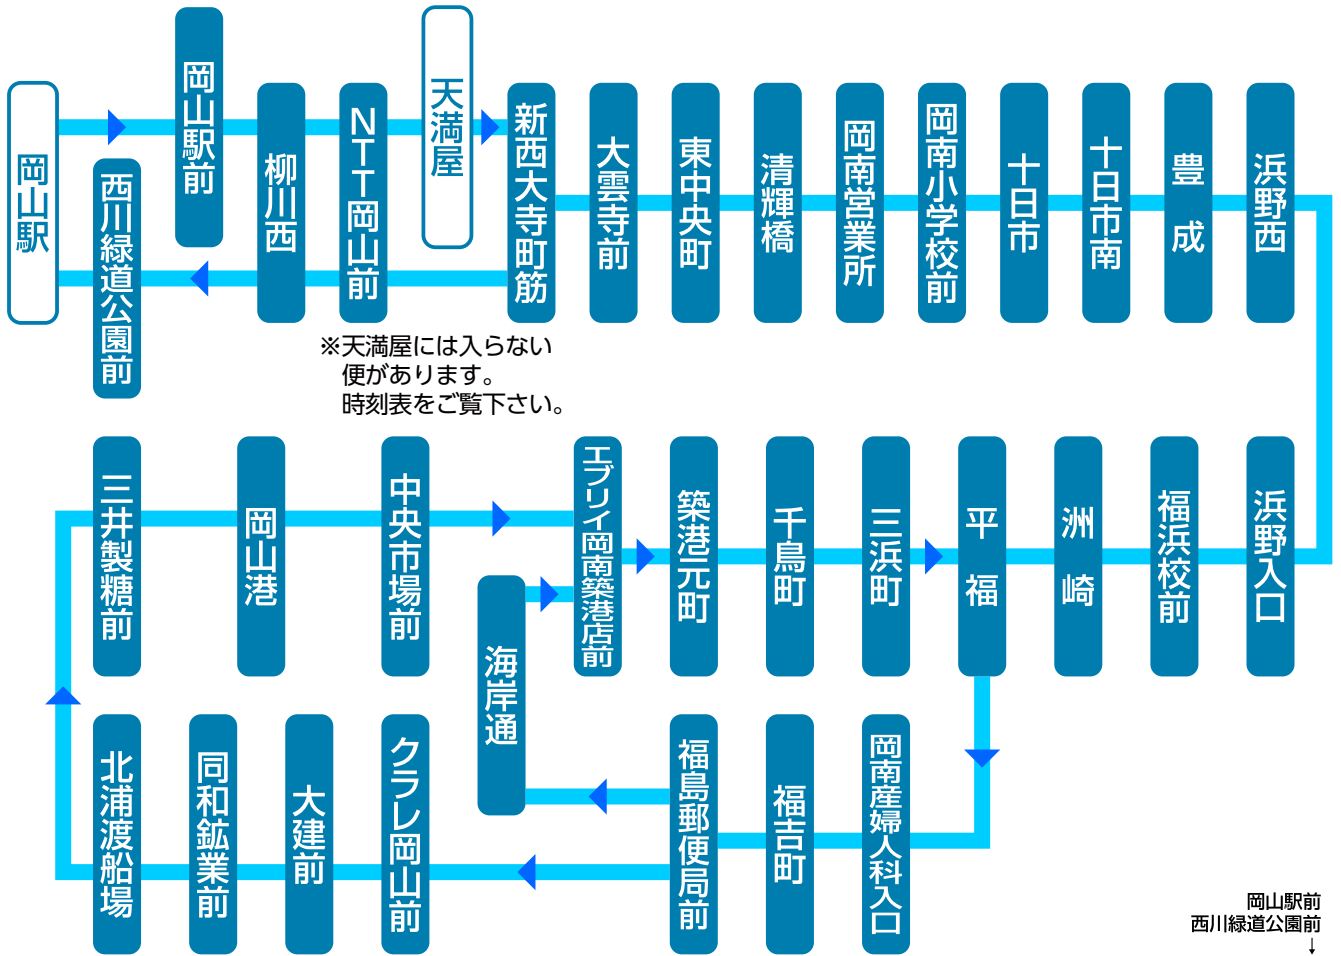 岡山駅
西川緑道公園前
岡山駅前
柳川西
NTT岡山前
天満屋
新西大寺町筋
大雲寺前
東中央町
清輝橋
岡南営業所
岡南小学校前
十日市
十日市南
豊成
浜野西
※天満屋には入らない
便があります。
時刻表をご覧下さい。
三井製糖前
岡山港
中央市場前
エブリイ岡南築港店前
築港元町
千鳥町
三浜町
平福
洲崎
福浜校前
浜野入口
海岸通
北浦渡船場
同和鉱業前
大建前
クラレ岡山前
福島郵便局前
福吉町
岡南産婦人科入口
岡山駅前
西川緑道公園前
↓